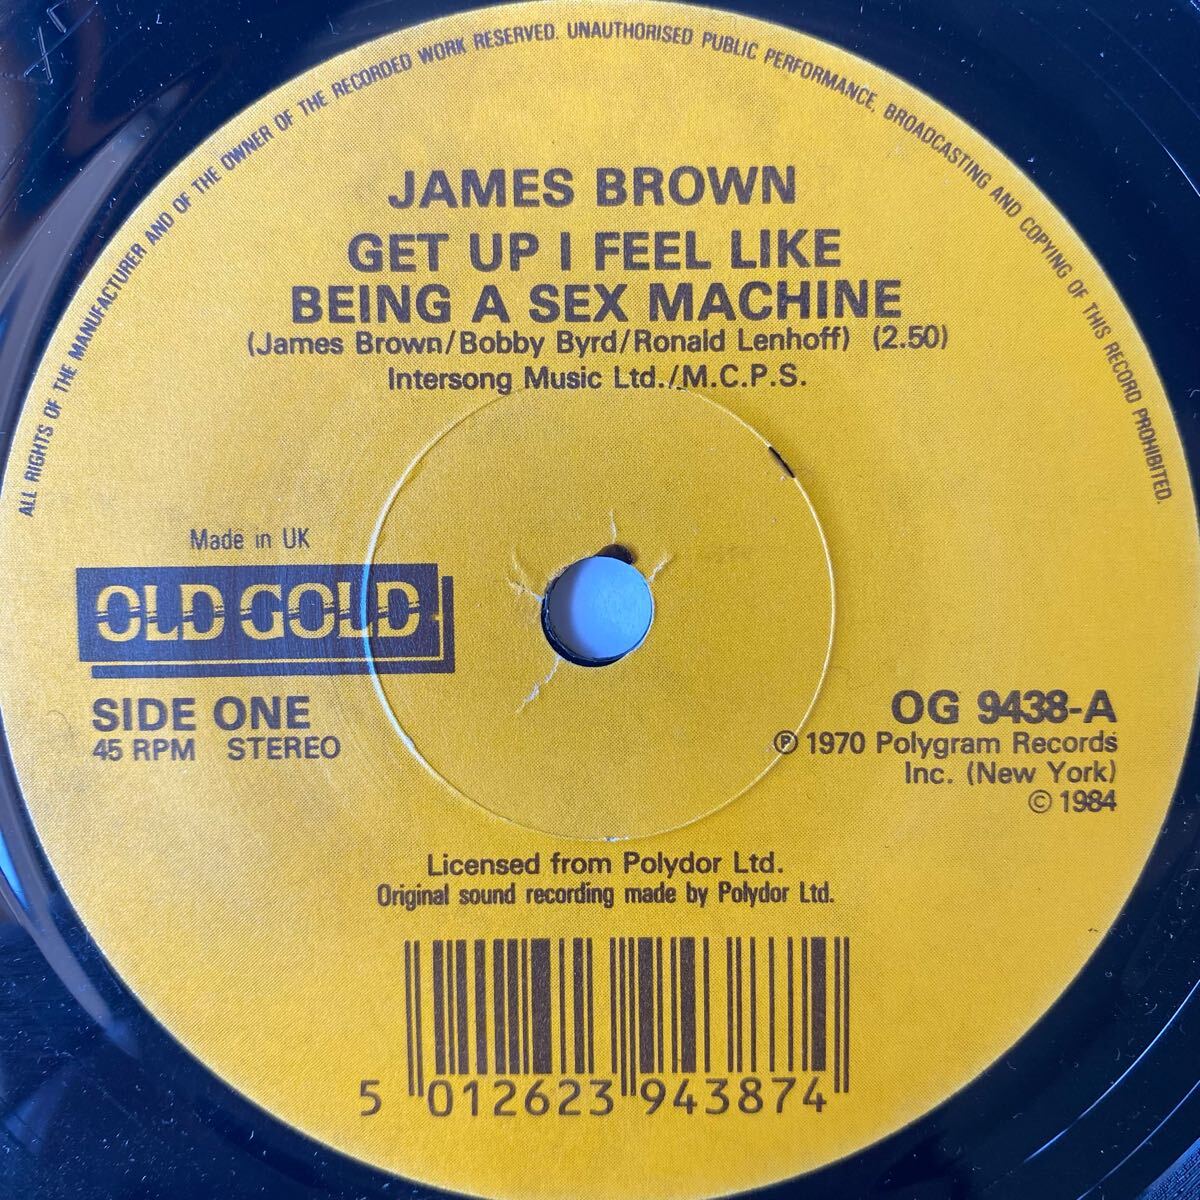 ALL RIGHTS OF THE MANUFACTURER AND OF THE OWNER OF THE RECORDED WORK RESERVED. UNAUTHORISED PUBLIC PERFORMANCE, BROADCASTING AND COPYING OF THIS RECORD PROHIBITED.
JAMES BROWN
GET UP I FEEL LIKE
BEING A SEX MACHINE
(James Brown/Bobby Byrd/Ronald Lenhoff) (2.50)
Intersong Music Ltd./M.C.P.S.
Made in UK
OLD GOLD
SIDE ONE
45 RPM STEREO
OG 9438-A
℗ 1970 Polygram Records
Inc. (New York)
© 1984
Licensed from Polydor Ltd.
Original sound recording made by Polydor Ltd.
5 012623 943874